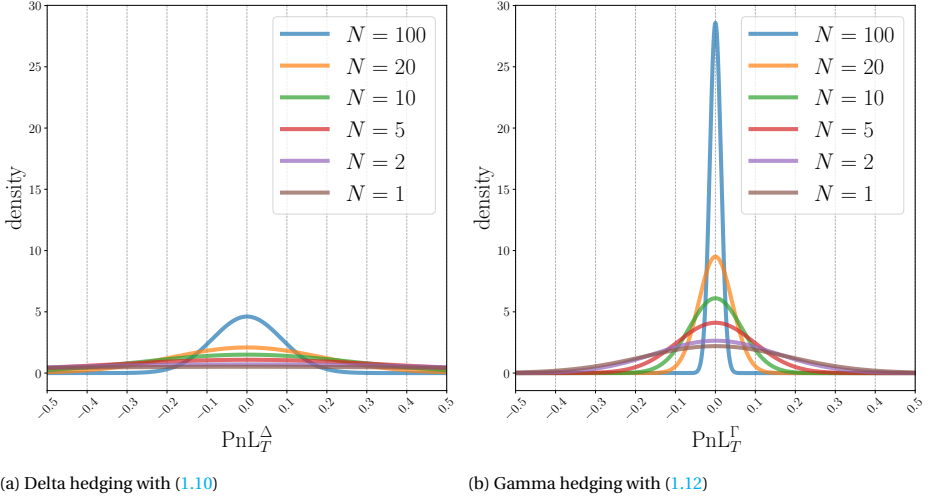 30
25
20
15
10
5
0
density
N = 100
N = 20
N = 10
N = 5
N = 2
N = 1
−0.5 −0.4 −0.3 −0.2 −0.1 0.0 0.1 0.2 0.3 0.4 0.5
PnL_T^Δ
(a) Delta hedging with (1.10)
30
25
20
15
10
5
0
density
N = 100
N = 20
N = 10
N = 5
N = 2
N = 1
−0.5 −0.4 −0.3 −0.2 −0.1 0.0 0.1 0.2 0.3 0.4 0.5
PnL_T^Γ
(b) Gamma hedging with (1.12)